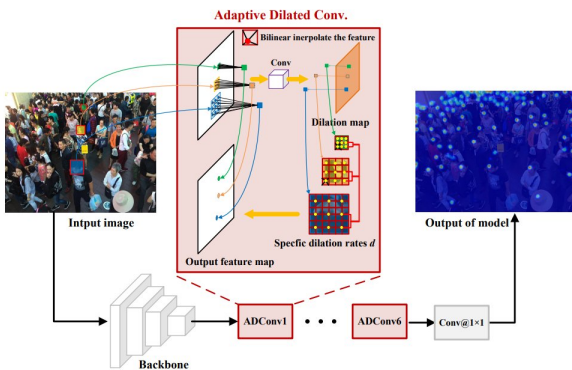 Adaptive Dilated Conv.
Bilinear inerpolate the feature
Conv
Dilation map
Intput image
Specfic dilation rates d
Output of model
Output feature map
ADConv1
ADConv6
Conv@1×1
Backbone